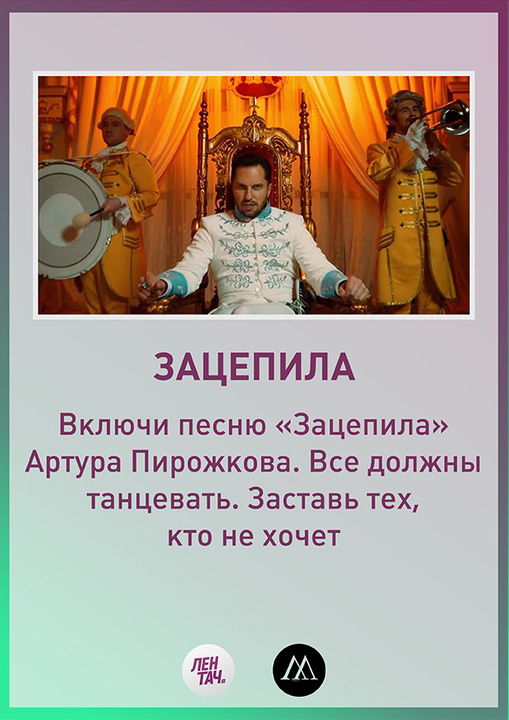 ЗАЦЕПИЛА
Включи песню «Зацепила»
Артура Пирожкова. Все должны
танцевать. Заставь тех,
кто не хочет
ЛЕН
ТАЧ.